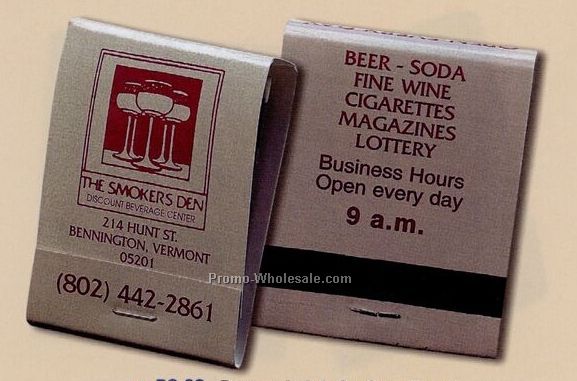 THE SMOKERS DEN
DISCOUNT BEVERAGE CENTER
214 HUNT ST.
BENNINGTON, VERMONT
05201
(802) 442-2861
BEER - SODA
FINE WINE
CIGARETTES
MAGAZINES
LOTTERY
Business Hours
Open every day
9 a.m.
Promo-Wholesale.com